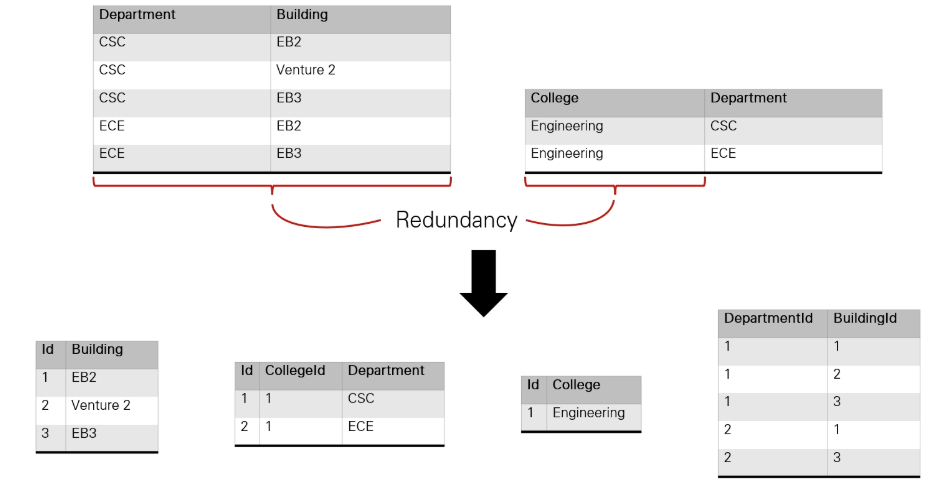 Department Building
CSC EB2
CSC Venture 2
CSC EB3
ECE EB2
ECE EB3
College Department
Engineering CSC
Engineering ECE
Redundancy
Id Building
1 EB2
2 Venture 2
3 EB3
Id CollegeId Department
1 1 CSC
2 1 ECE
Id College
1 Engineering
DepartmentId BuildingId
1 1
1 2
1 3
2 1
2 3